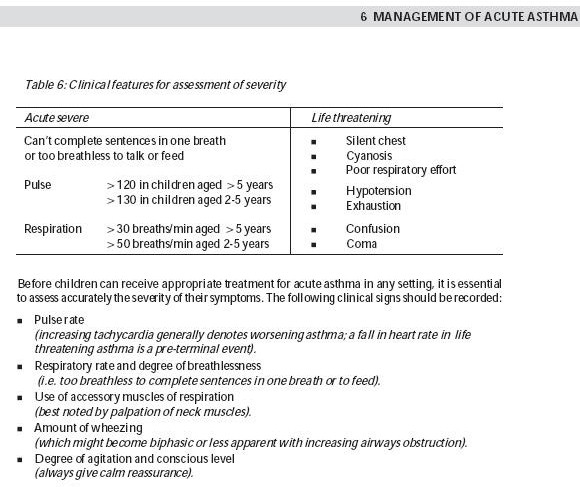 6 MANAGEMENT OF ACUTE ASTHMA
Table 6: Clinical features for assessment of severity
Acute severe Life threatening
Can't complete sentences in one breath
or too breathless to talk or feed
Pulse >120 in children aged >5 years
>130 in children aged 2-5 years
Respiration >30 breaths/min aged >5 years
>50 breaths/min aged 2-5 years
▪ Silent chest
▪ Cyanosis
▪ Poor respiratory effort
▪ Hypotension
▪ Exhaustion
▪ Confusion
▪ Coma
Before children can receive appropriate treatment for acute asthma in any setting, it is essential
to assess accurately the severity of their symptoms. The following clinical signs should be recorded:
▪ Pulse rate
(increasing tachycardia generally denotes worsening asthma; a fall in heart rate in life
threatening asthma is a pre-terminal event).
▪ Respiratory rate and degree of breathlessness
(i.e. too breathless to complete sentences in one breath or to feed).
▪ Use of accessory muscles of respiration
(best noted by palpation of neck muscles).
▪ Amount of wheezing
(which might become biphasic or less apparent with increasing airways obstruction).
▪ Degree of agitation and conscious level
(always give calm reassurance).